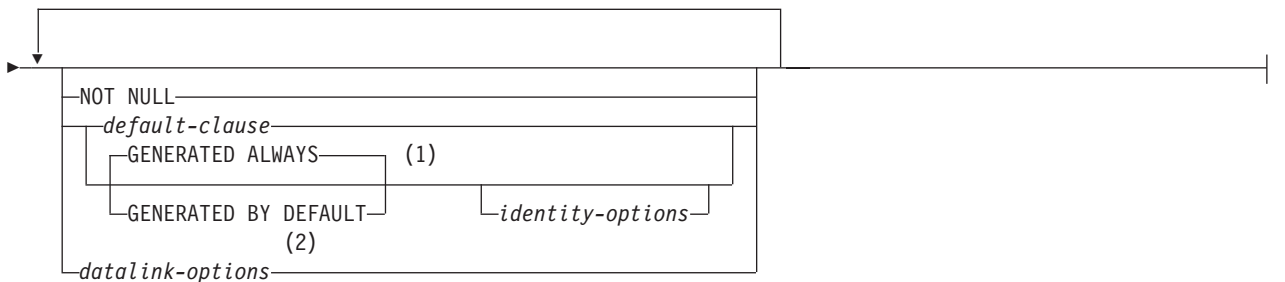 NOT NULL
default-clause
GENERATED ALWAYS (1)
GENERATED BY DEFAULT identity-options
(2)
datalink-options